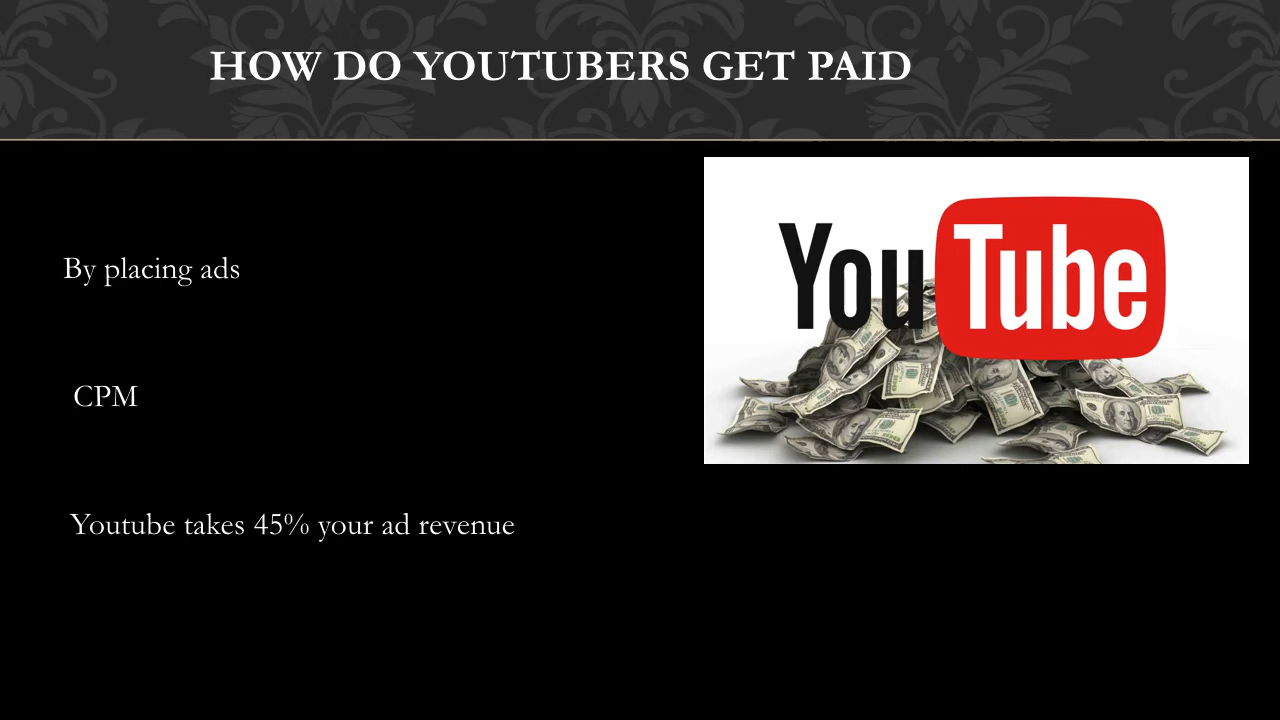 HOW DO YOUTUBERS GET PAID
By placing ads
CPM
Youtube takes 45% your ad revenue
YouTube